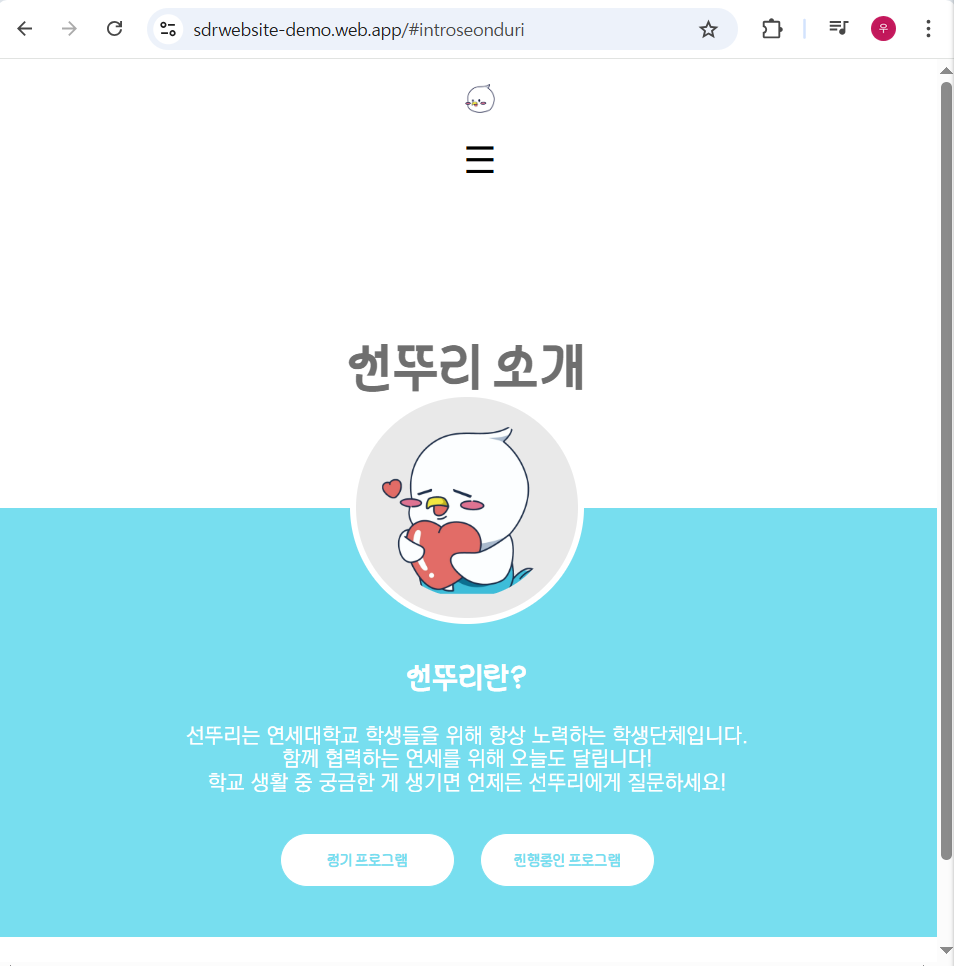 sdrwebsite-demo.web.app/#introseonduri
우
선뚜리 소개
선뚜리란?
선뚜리는 연세대학교 학생들을 위해 항상 노력하는 학생단체입니다.
함께 협력하는 연세를 위해 오늘도 달립니다!
학교 생활 중 궁금한 게 생기면 언제든 선뚜리에게 질문하세요!
정기 프로그램
진행중인 프로그램